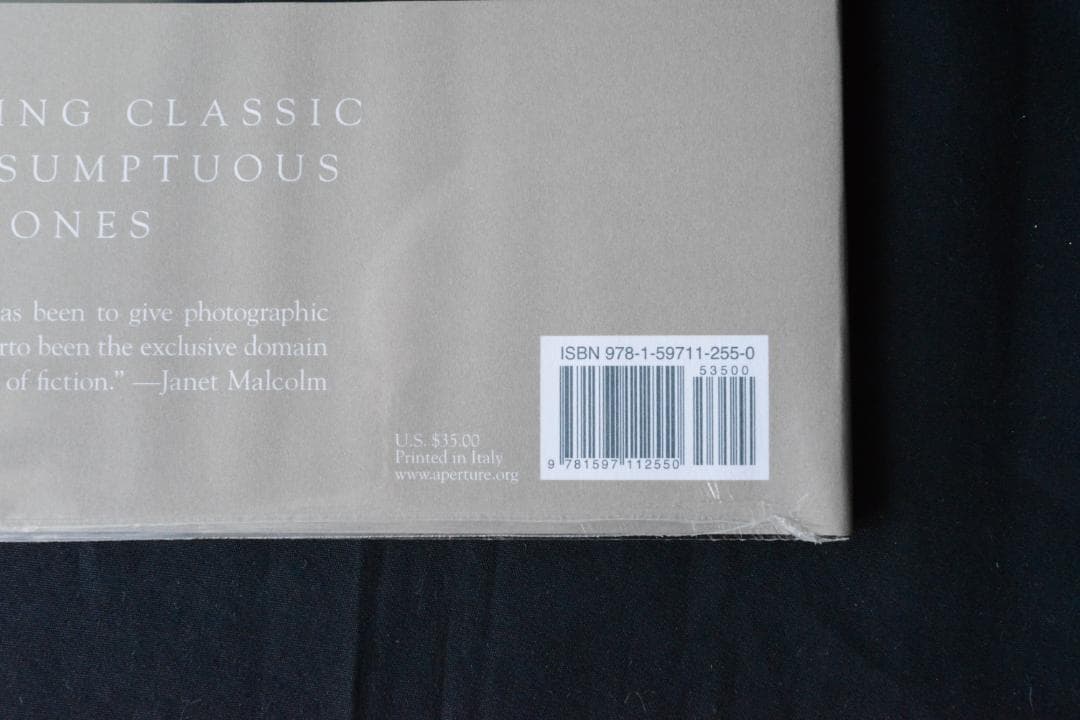 ING CLASSIC
SUMPTUOUS
ONES
as been to give photographic
rto been the exclusive domain
of fiction.” —Janet Malcolm
U.S. $35.00
Printed in Italy
www.aperture.org
ISBN 978-1-59711-255-0
53500
9 781597 112550